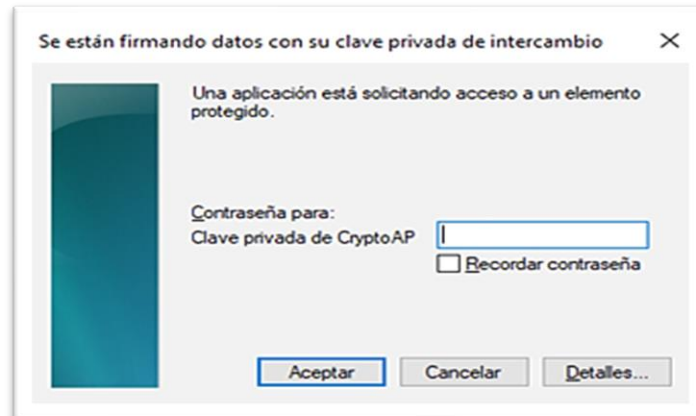 Se están firmando datos con su clave privada de intercambio
Una aplicación está solicitando acceso a un elemento
protegido.
Contraseña para:
Clave privada de CryptoAP
Recordar contraseña
Aceptar
Cancelar
Detalles...